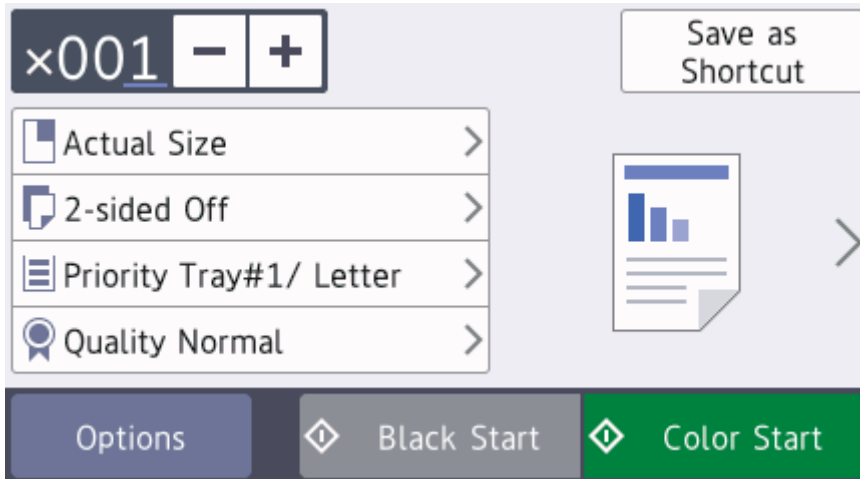 ×001 − +
Save as
Shortcut
Actual Size
2-sided Off
Priority Tray#1/ Letter
Quality Normal
Options
Black Start
Color Start